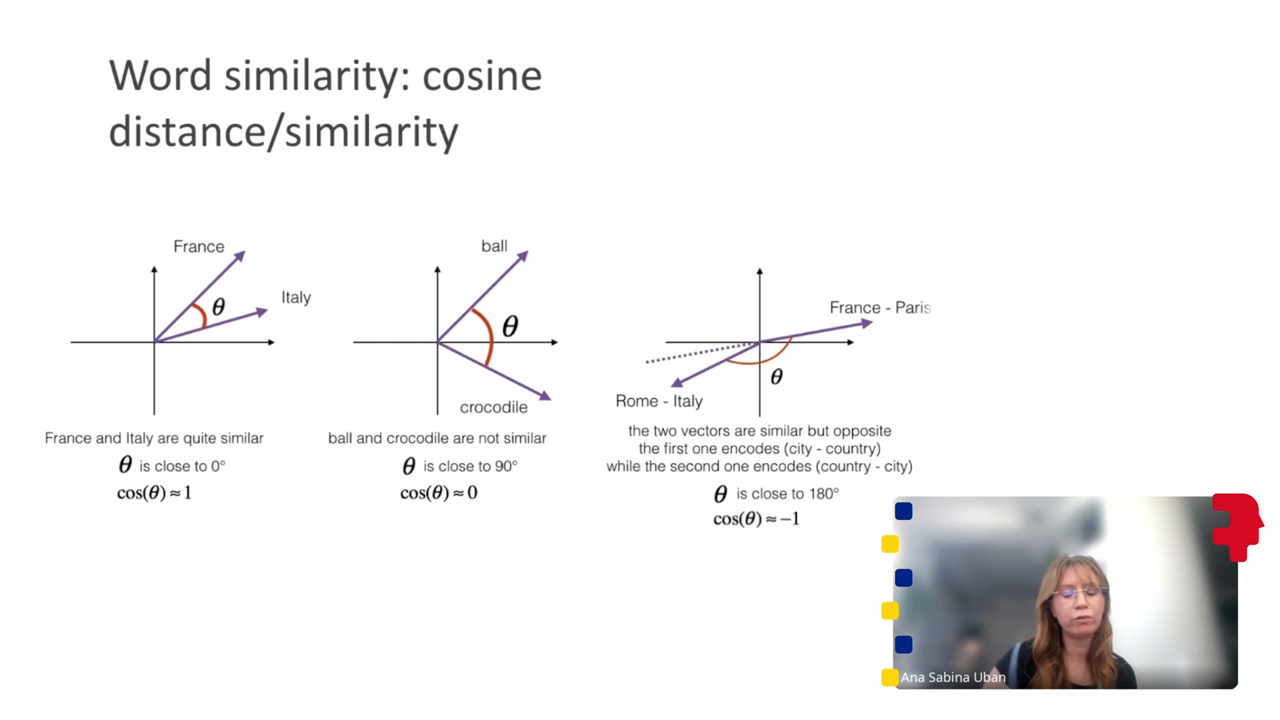 Word similarity: cosine
distance/similarity
France
θ
Italy
France and Italy are quite similar
θ is close to 0°
cos(θ) ≈ 1
ball
θ
crocodile
ball and crocodile are not similar
θ is close to 90°
cos(θ) ≈ 0
France - Paris
θ
Rome - Italy
the two vectors are similar but opposite
the first one encodes (city - country)
while the second one encodes (country - city)
θ is close to 180°
cos(θ) ≈ −1
Ana Sabina Uban